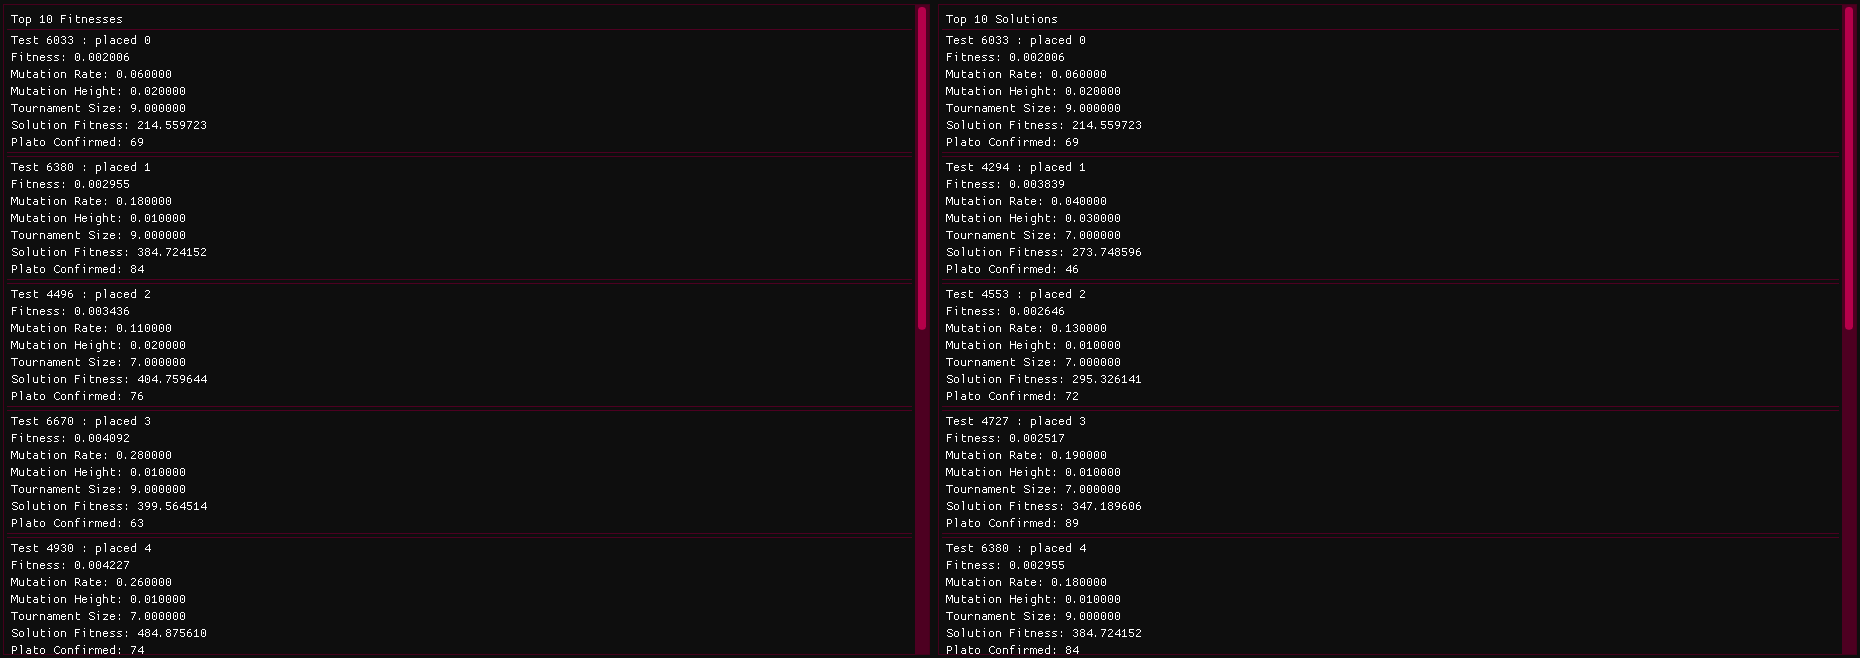 Top 10 Fitnesses
Test 6033 : placed 0
Fitness: 0.002006
Mutation Rate: 0.060000
Mutation Height: 0.020000
Tournament Size: 9.000000
Solution Fitness: 214.559723
Plato Confirmed: 69
Test 6380 : placed 1
Fitness: 0.002955
Mutation Rate: 0.180000
Mutation Height: 0.010000
Tournament Size: 9.000000
Solution Fitness: 384.724152
Plato Confirmed: 84
Test 4496 : placed 2
Fitness: 0.003436
Mutation Rate: 0.110000
Mutation Height: 0.020000
Tournament Size: 7.000000
Solution Fitness: 404.759644
Plato Confirmed: 76
Test 6670 : placed 3
Fitness: 0.004092
Mutation Rate: 0.280000
Mutation Height: 0.010000
Tournament Size: 9.000000
Solution Fitness: 399.564514
Plato Confirmed: 63
Test 4930 : placed 4
Fitness: 0.004227
Mutation Rate: 0.260000
Mutation Height: 0.010000
Tournament Size: 7.000000
Solution Fitness: 484.875610
Plato Confirmed: 74
Top 10 Solutions
Test 6033 : placed 0
Fitness: 0.002006
Mutation Rate: 0.060000
Mutation Height: 0.020000
Tournament Size: 9.000000
Solution Fitness: 214.559723
Plato Confirmed: 69
Test 4294 : placed 1
Fitness: 0.003839
Mutation Rate: 0.040000
Mutation Height: 0.030000
Tournament Size: 7.000000
Solution Fitness: 273.748596
Plato Confirmed: 46
Test 4553 : placed 2
Fitness: 0.002646
Mutation Rate: 0.130000
Mutation Height: 0.010000
Tournament Size: 7.000000
Solution Fitness: 295.326141
Plato Confirmed: 72
Test 4727 : placed 3
Fitness: 0.002517
Mutation Rate: 0.190000
Mutation Height: 0.010000
Tournament Size: 7.000000
Solution Fitness: 347.189606
Plato Confirmed: 89
Test 6380 : placed 4
Fitness: 0.002955
Mutation Rate: 0.180000
Mutation Height: 0.010000
Tournament Size: 9.000000
Solution Fitness: 384.724152
Plato Confirmed: 84